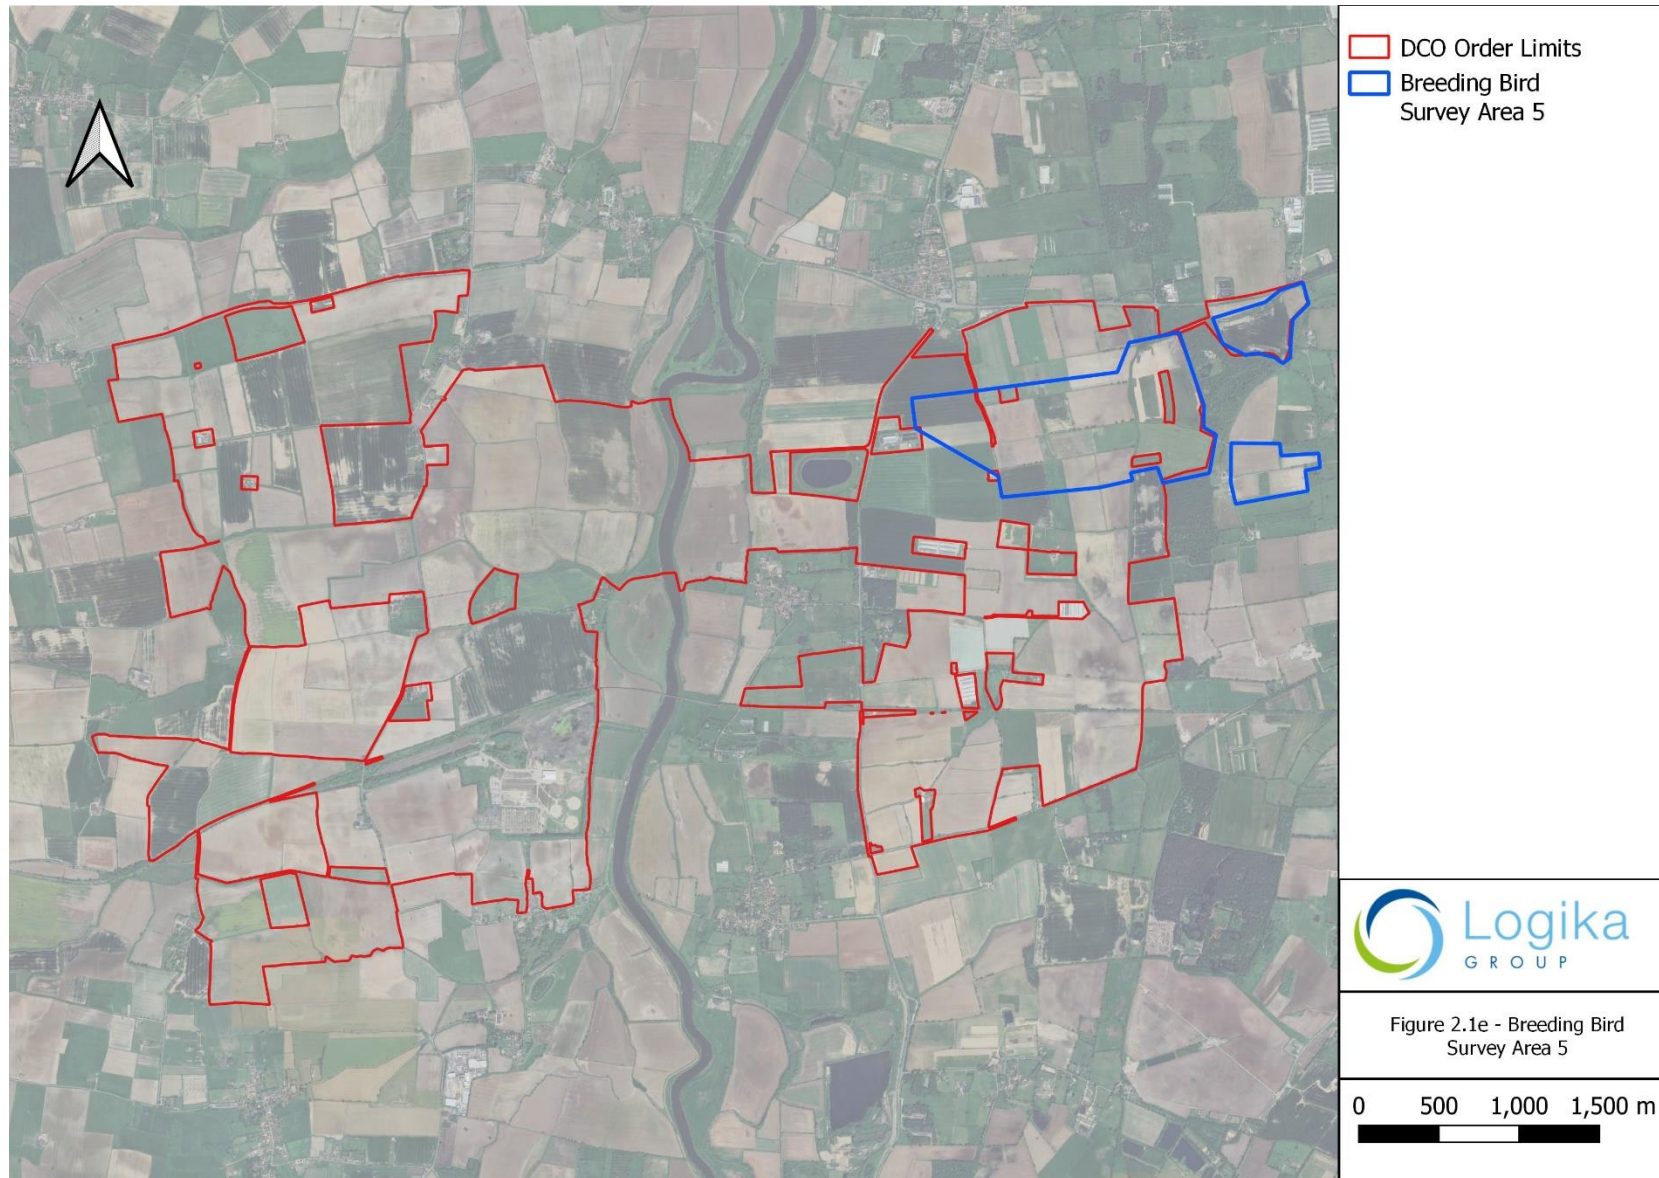 DCO Order Limits
Breeding Bird
Survey Area 5
Logika
GROUP
Figure 2.1e - Breeding Bird
Survey Area 5
0 500 1,000 1,500 m